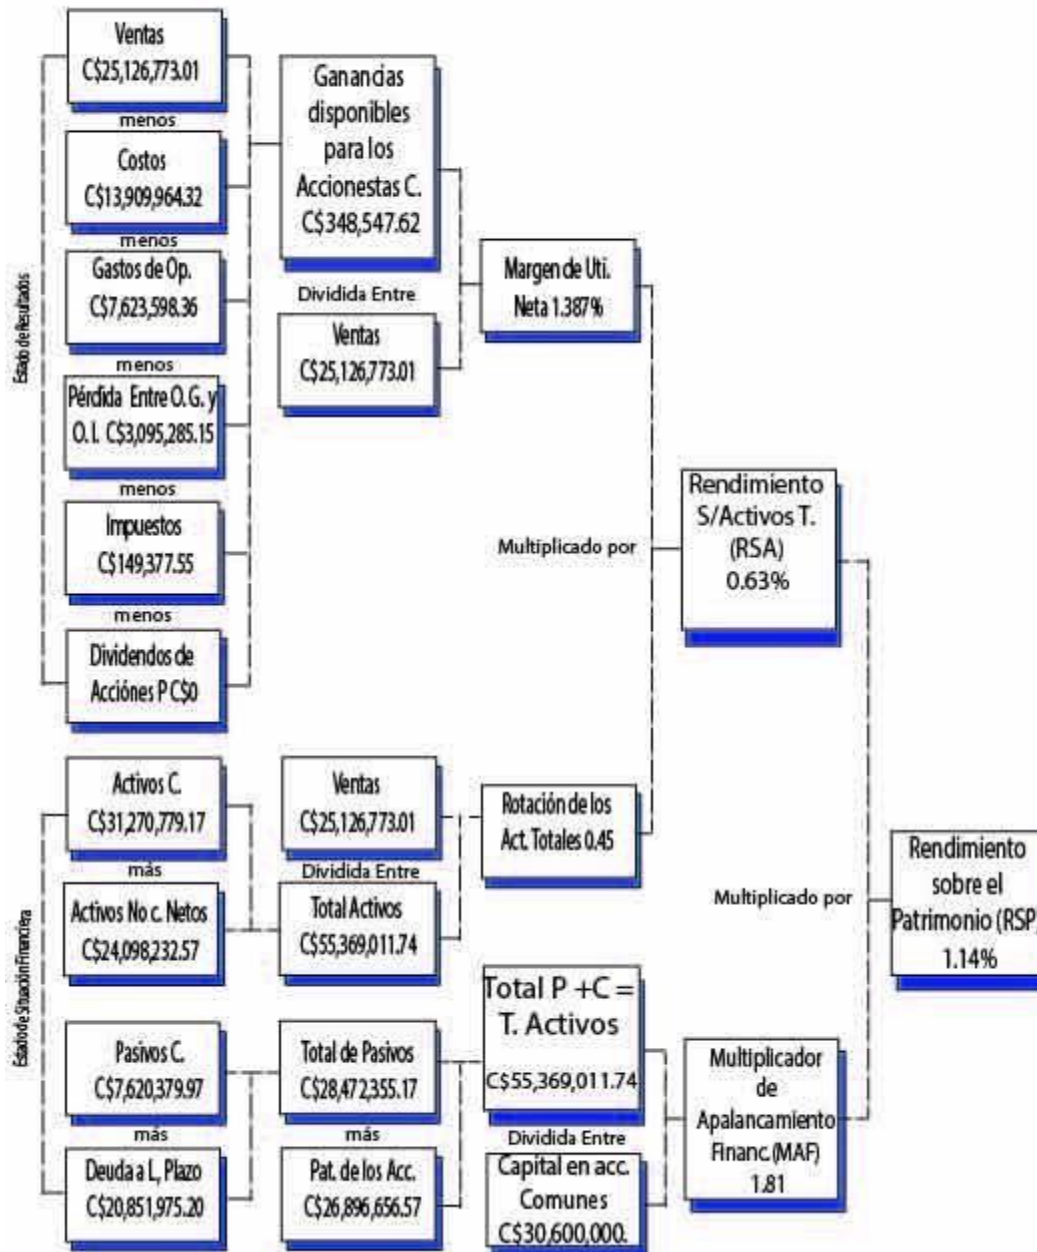 Estado de Resultados
Ventas
C$25,126,773.01
menos
Costos
C$13,909,964.32
menos
Gastos de Op.
C$7,623,598.36
menos
Pérdida Entre O. G. y
O. I. C$3,095,285.15
menos
Impuestos
C$149,377.55
menos
Dividendos de
Acciónes P C$0
Ganancias
disponibles
para los
Accionestas C.
C$348,547.62
Dividida Entre
Ventas
C$25,126,773.01
Margen de Uti.
Neta 1.387%
Multiplicado por
Rendimiento
S/Activos T.
(RSA)
0.63%
Estado de Situación Financiera
Activos C.
C$31,270,779.17
más
Activos No c. Netos
C$24,098,232.57
Ventas
C$25,126,773.01
Dividida Entre
Total Activos
C$55,369,011.74
Rotación de los
Act. Totales 0.45
Multiplicado por
Rendimiento
sobre el
Patrimonio (RSP)
1.14%
Pasivos C.
C$7,620,379.97
más
Deuda a L, Plazo
C$20,851,975.20
Total de Pasivos
C$28,472,355.17
más
Pat. de los Acc.
C$26,896,656.57
Total P +C =
T. Activos
C$55,369,011.74
Dividida Entre
Capital en acc.
Comunes
C$30,600,000.
Multiplicador
de
Apalancamiento
Financ.(MAF)
1.81